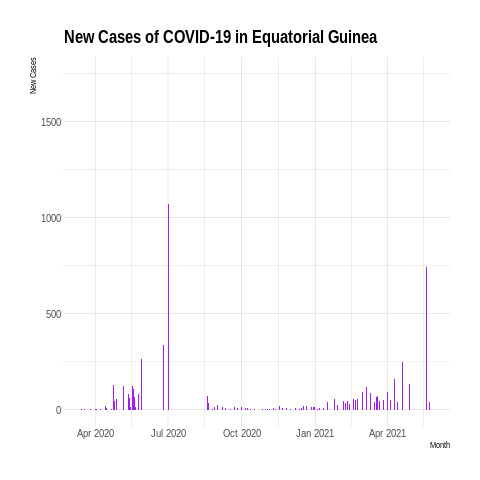 New Cases of COVID-19 in Equatorial Guinea
New Cases
1500
1000
500
0
Apr 2020 Jul 2020 Oct 2020 Jan 2021 Apr 2021
Month